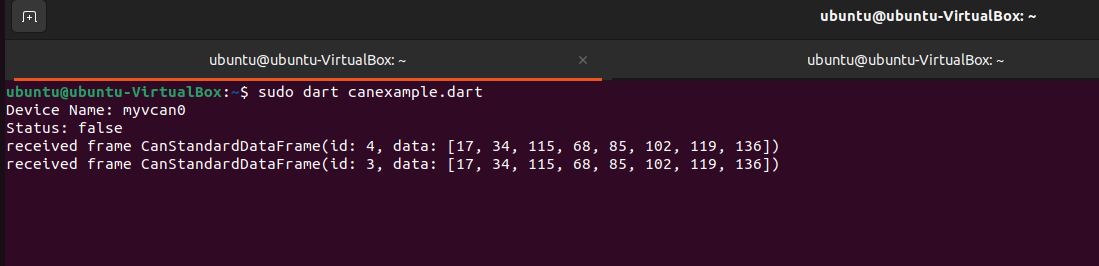 ubuntu@ubuntu-VirtualBox: ~
ubuntu@ubuntu-VirtualBox: ~ × ubuntu@ubuntu-VirtualBox: ~
ubuntu@ubuntu-VirtualBox:~$ sudo dart canexample.dart
Device Name: myvcan0
Status: false
received frame CanStandardDataFrame(id: 4, data: [17, 34, 115, 68, 85, 102, 119, 136])
received frame CanStandardDataFrame(id: 3, data: [17, 34, 115, 68, 85, 102, 119, 136])